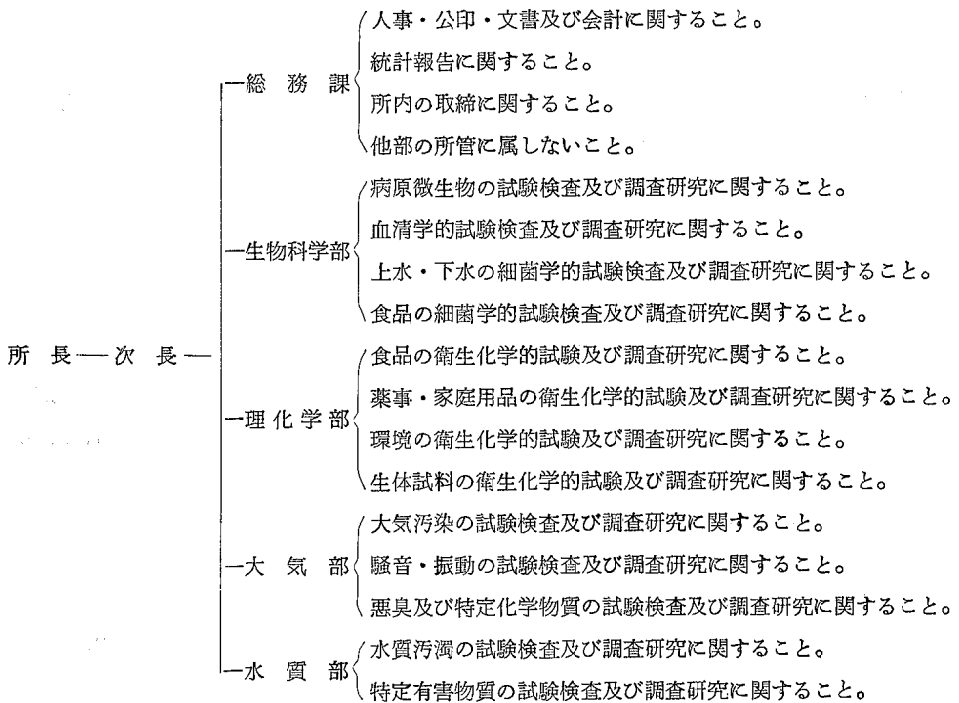 人事・公印・文書及び会計に関すること。
統計報告に関すること。
総務課
所内の取締に関すること。
他部の所管に属しないこと。
病原微生物の試験検査及び調査研究に関すること。
血清学的試験検査及び調査研究に関すること。
生物科学部
上水・下水の細菌学的試験検査及び調査研究に関すること。
食品の細菌学的試験検査及び調査研究に関すること。
所長―次長
食品の衛生化学的試験及び調査研究に関すること。
薬事・家庭用品の衛生化学的試験及び調査研究に関すること。
理化学部
環境の衛生化学的試験及び調査研究に関すること。
生体試料の衛生化学的試験及び調査研究に関すること。
大気汚染の試験検査及び調査研究に関すること。
大気部
騒音・振動の試験検査及び調査研究に関すること。
悪臭及び特定化学物質の試験検査及び調査研究に関すること。
水質汚濁の試験検査及び調査研究に関すること。
水質部
特定有害物質の試験検査及び調査研究に関すること。